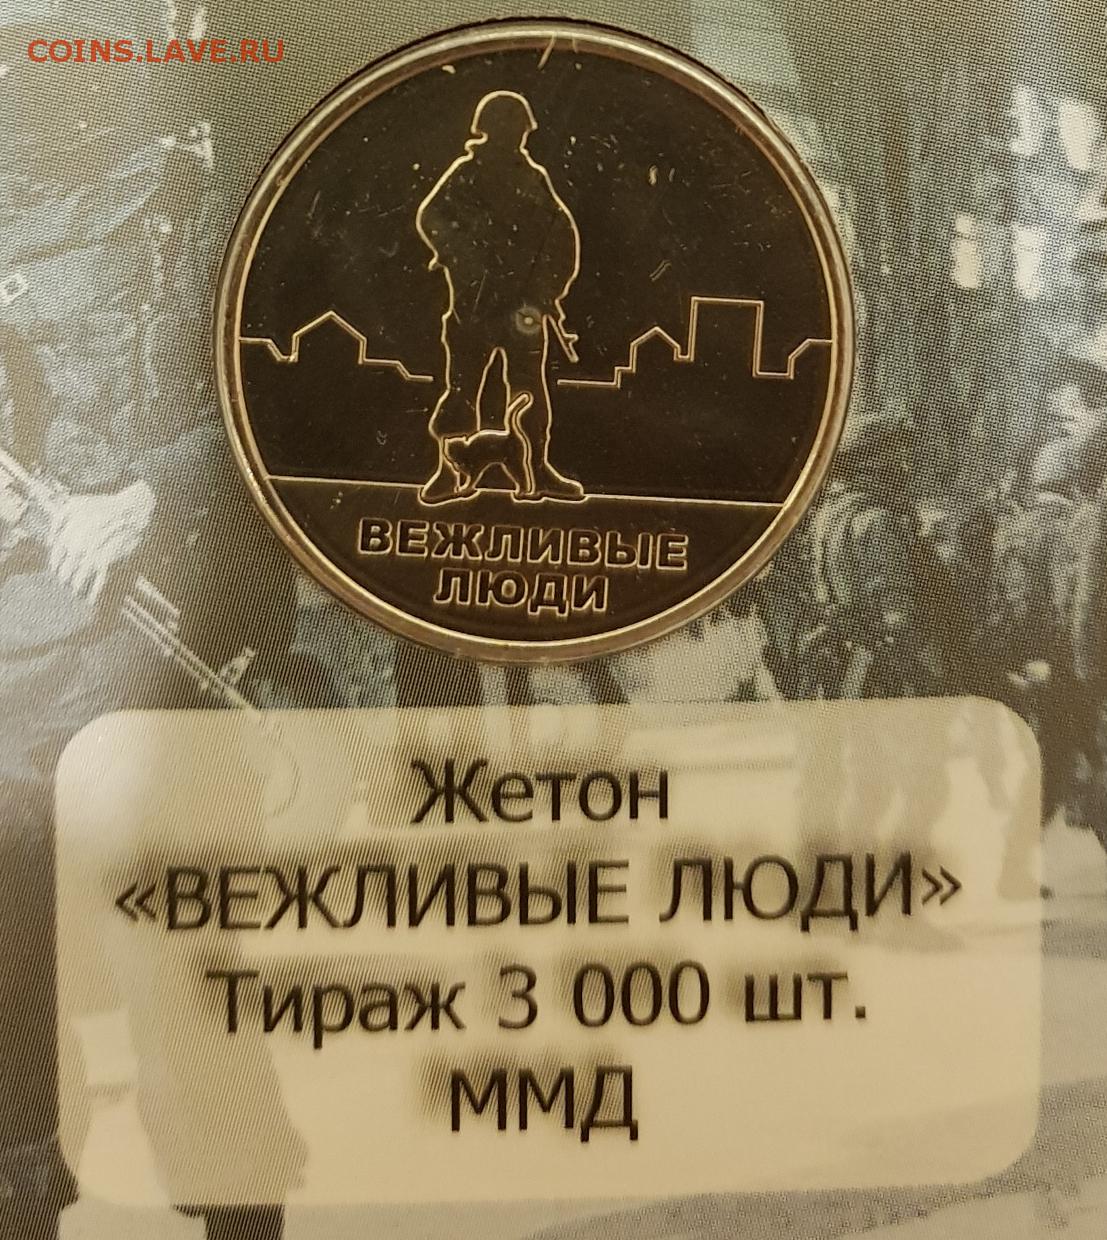 COINS.LAVE.RU
ВЕЖЛИВЫЕ
ЛЮДИ
Жетон
«ВЕЖЛИВЫЕ ЛЮДИ»
Тираж 3 000 шт.
ММД